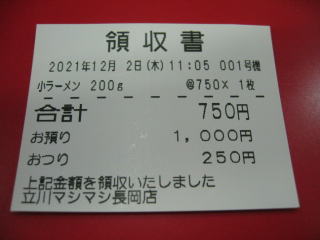 領収書
2021年12月 2日(木)11:05 001号機
小ラーメン 200g @750× 1枚
合計 750円
お預り 1,000円
おつり 250円
上記金額を領収いたしました
立川マシマシ長岡店